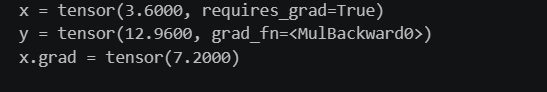 x = tensor(3.6000, requires_grad=True)
y = tensor(12.9600, grad_fn=<MulBackward0>)
x.grad = tensor(7.2000)